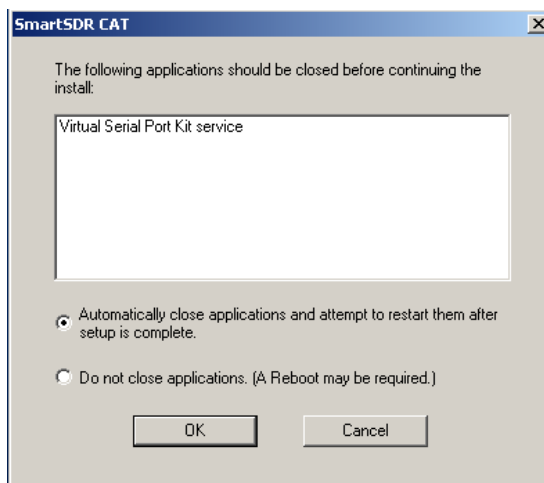 SmartSDR CAT
The following applications should be closed before continuing the
install:
Virtual Serial Port Kit service
Automatically close applications and attempt to restart them after
setup is complete.
Do not close applications. (A Reboot may be required.)
OK
Cancel